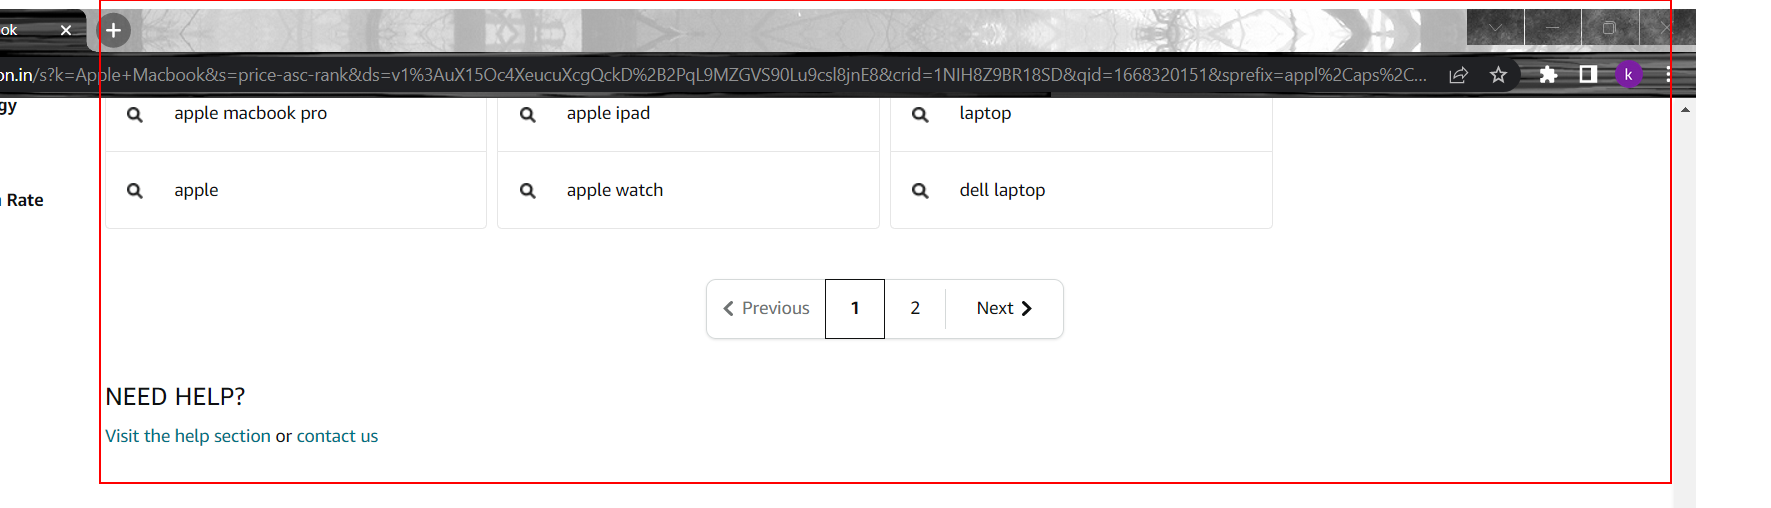 ok
on.in/s?k=Apple+Macbook&s=price-asc-rank&ds=v1%3AuX15Oc4XeucuXcgQckD%2B2PqL9MZGVS90Lu9csl8jnE8&crid=1NIH8Z9BR18SD&qid=1668320151&sprefix=appl%2Caps%2C... k
gy
apple macbook pro apple ipad laptop
Rate
apple apple watch dell laptop
Previous 1 2 Next
NEED HELP?
Visit the help section or contact us